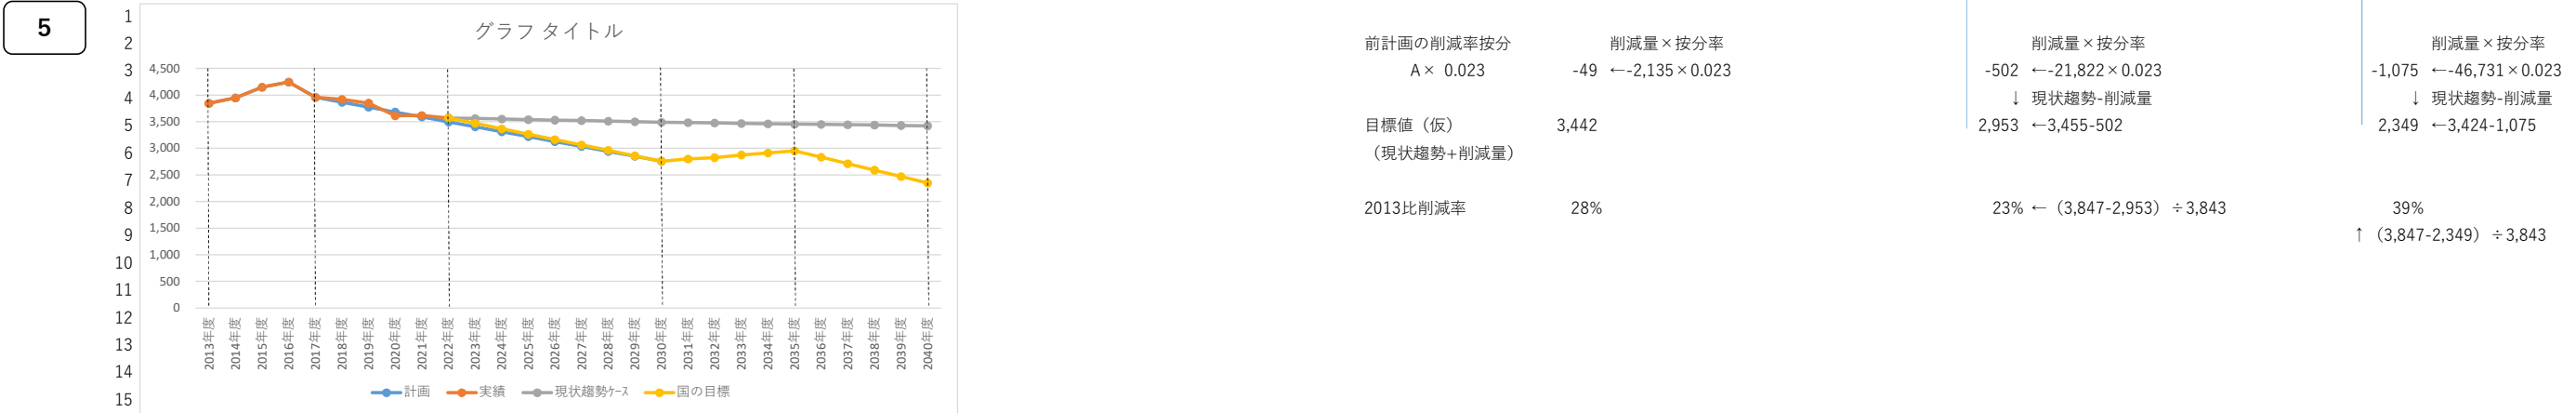 5
1
2
3
4
5
6
7
8
9
10
11
12
13
14
15
グラフ タイトル
4,500
4,000
3,500
3,000
2,500
2,000
1,500
1,000
500
0
2013年度
2014年度
2015年度
2016年度
2017年度
2018年度
2019年度
2020年度
2021年度
2022年度
2023年度
2024年度
2025年度
2026年度
2027年度
2028年度
2029年度
2030年度
2031年度
2032年度
2033年度
2034年度
2035年度
2036年度
2037年度
2038年度
2039年度
2040年度
計画 実績 現状趨勢ｹｰｽ 国の目標
前計画の削減率按分 削減量×按分率 削減量×按分率 削減量×按分率
A× 0.023 -49 ←-2,135×0.023 -502 ←-21,822×0.023 -1,075 ←-46,731×0.023
↓ 現状趨勢-削減量 ↓ 現状趨勢-削減量
目標値（仮） 3,442 2,953 ←3,455-502 2,349 ←3,424-1,075
（現状趨勢+削減量）
2013比削減率 28% 23% ←（3,847-2,953）÷3,843 39%
↑（3,847-2,349）÷3,843